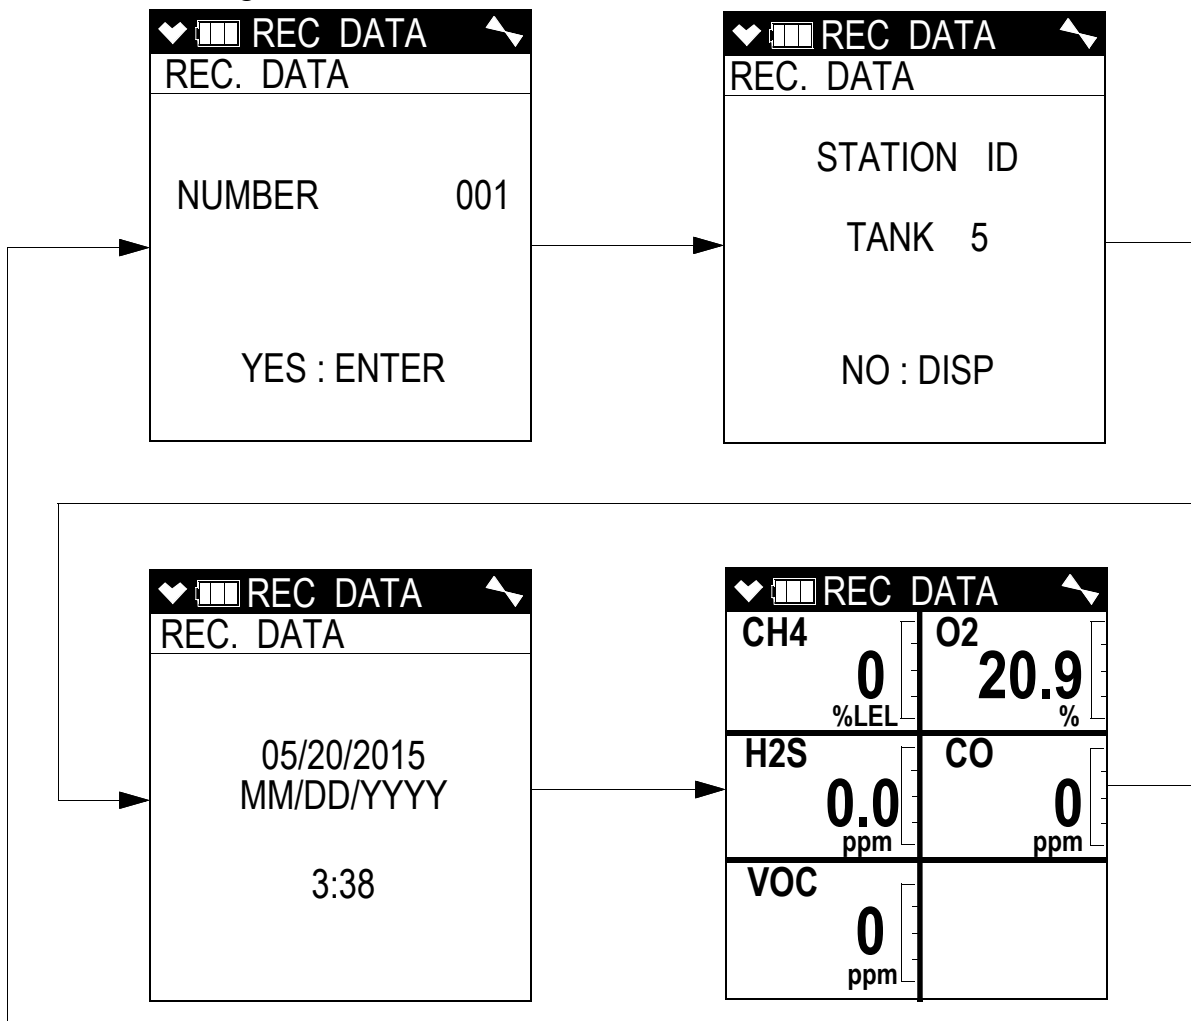 REC DATA
REC. DATA
NUMBER 001
YES : ENTER
REC DATA
REC. DATA
STATION ID
TANK 5
NO : DISP
REC DATA
REC. DATA
05/20/2015
MM/DD/YYYY
3:38
REC DATA
CH4
0
%LEL
O2
20.9
%
H2S
0.0
ppm
CO
0
ppm
VOC
0
ppm